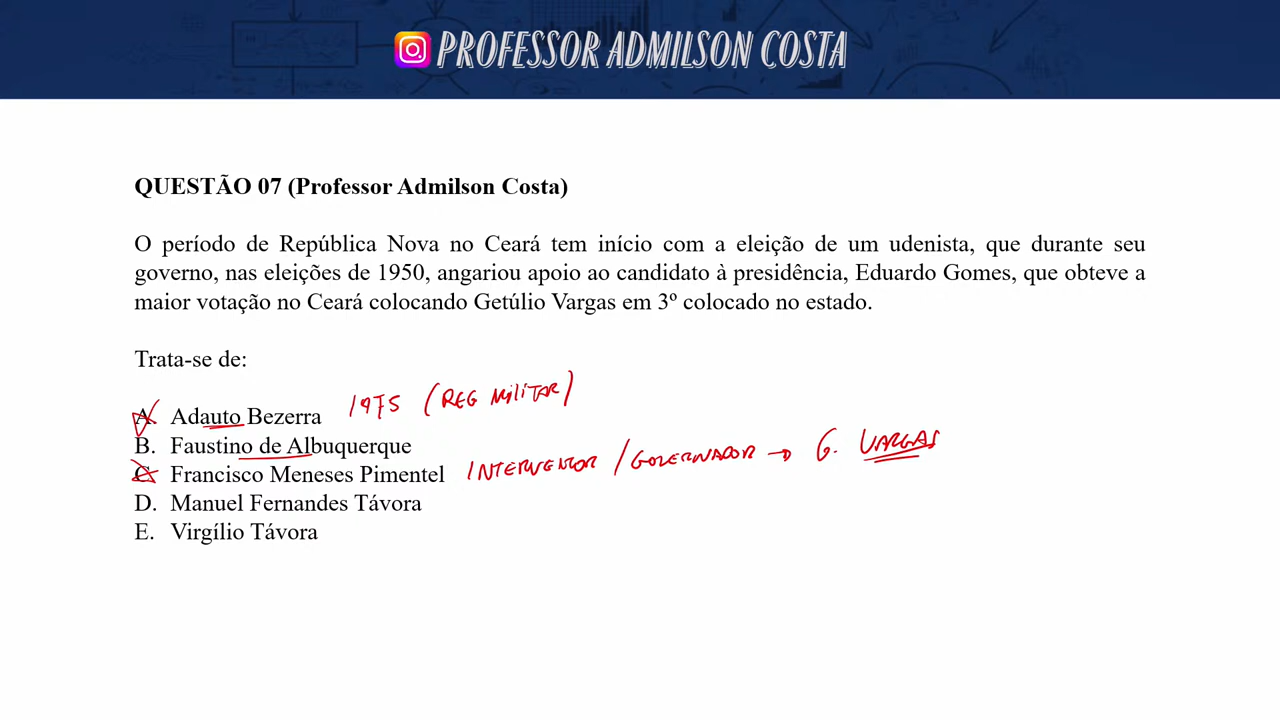 PROFESSOR ADMILSON COSTA
QUESTÃO 07 (Professor Admilson Costa)
O período de República Nova no Ceará tem início com a eleição de um udenista, que durante seu
governo, nas eleições de 1950, angariou apoio ao candidato à presidência, Eduardo Gomes, que obteve a
maior votação no Ceará colocando Getúlio Vargas em 3º colocado no estado.
Trata-se de:
A. Adauto Bezerra 1975 (REG MILITAR)
B. Faustino de Albuquerque
C. Francisco Meneses Pimentel INTERVENTOR / GOVERNADOR → G. VARGAS
D. Manuel Fernandes Távora
E. Virgílio Távora